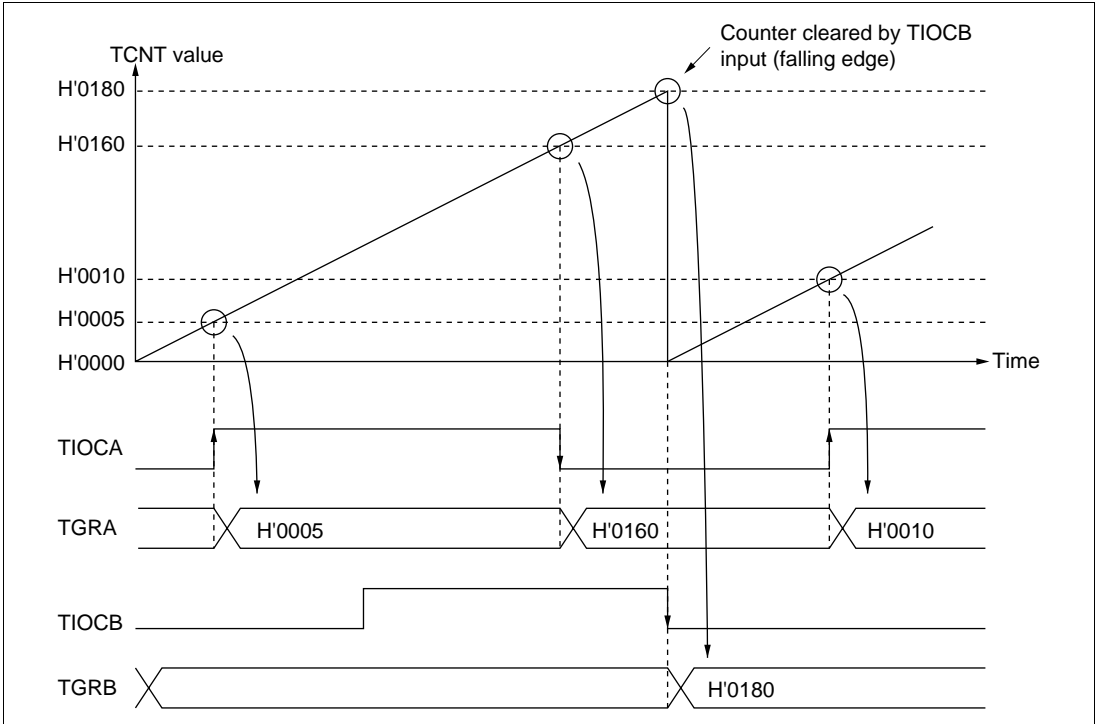 Counter cleared by TIOCB
input (falling edge)
TCNT value
H'0180
H'0160
H'0010
H'0005
H'0000
Time
TIOCA
TGRA
H'0005
H'0160
H'0010
TIOCB
TGRB
H'0180